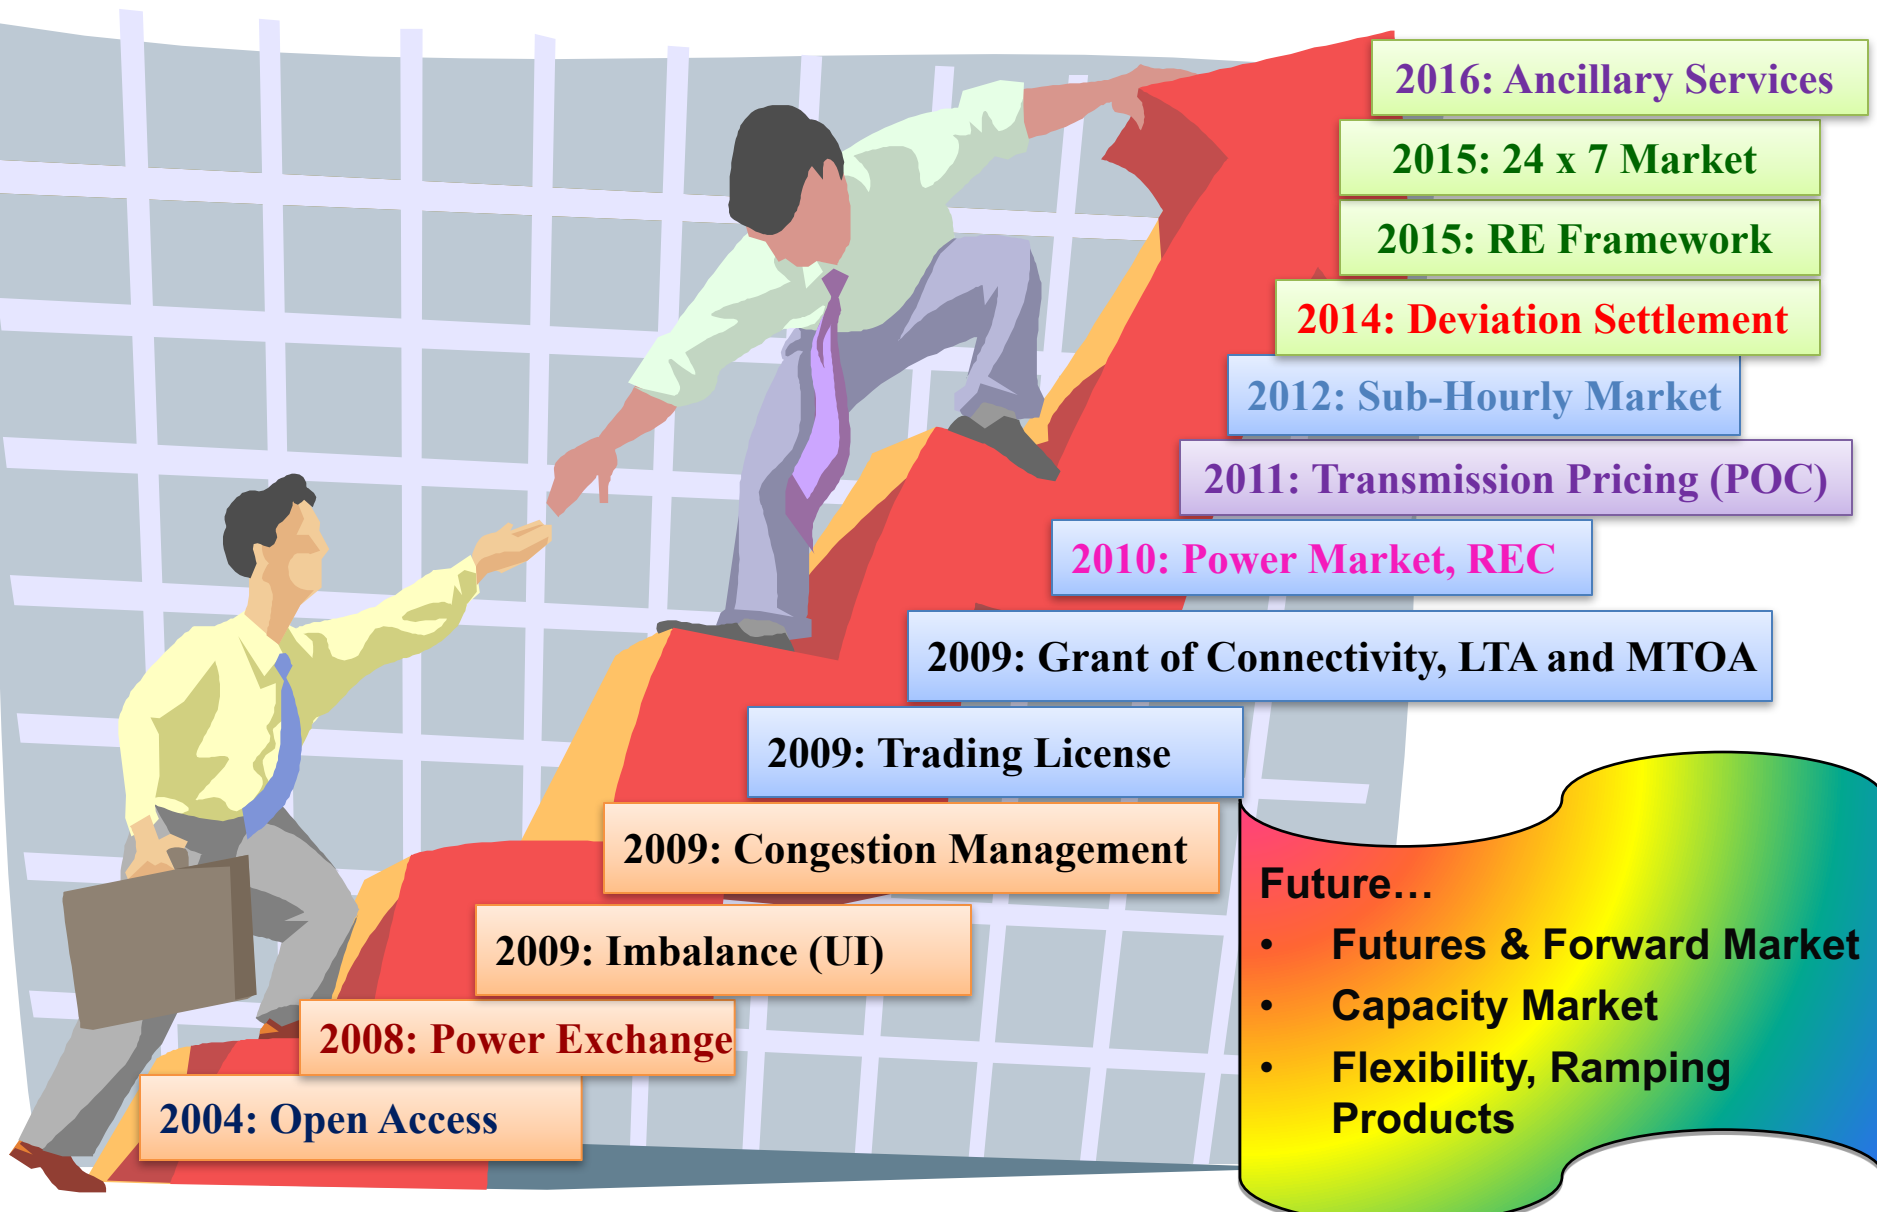 2016: Ancillary Services
2015: 24 x 7 Market
2015: RE Framework
2014: Deviation Settlement
2012: Sub-Hourly Market
2011: Transmission Pricing (POC)
2010: Power Market, REC
2009: Grant of Connectivity, LTA and MTOA
2009: Trading License
2009: Congestion Management
2009: Imbalance (UI)
2008: Power Exchange
2004: Open Access
Future…
• Futures & Forward Market
• Capacity Market
• Flexibility, Ramping
Products